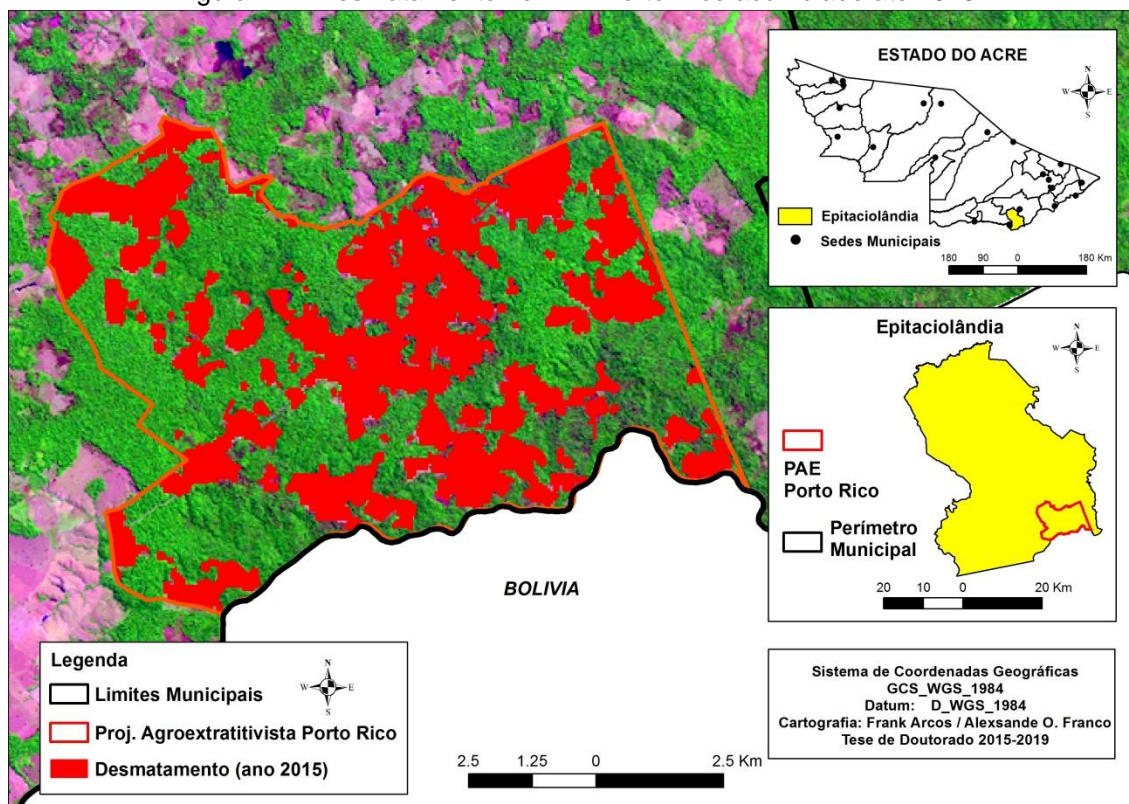 ESTADO DO ACRE
N
W E
S
Epitaciolândia
Sedes Municipais
180 90 0 180 Km
Epitaciolândia
N
W E
S
PAE
Porto Rico
Perímetro
Municipal
20 10 0 20 Km
BOLIVIA
Legenda
N
W E
S
Limites Municipais
Proj. Agroextratitivista Porto Rico
Desmatamento (ano 2015)
2.5 1.25 0 2.5 Km
Sistema de Coordenadas Geográficas
GCS_WGS_1984
Datum: D_WGS_1984
Cartografia: Frank Arcos / Alexsande O. Franco
Tese de Doutorado 2015-2019